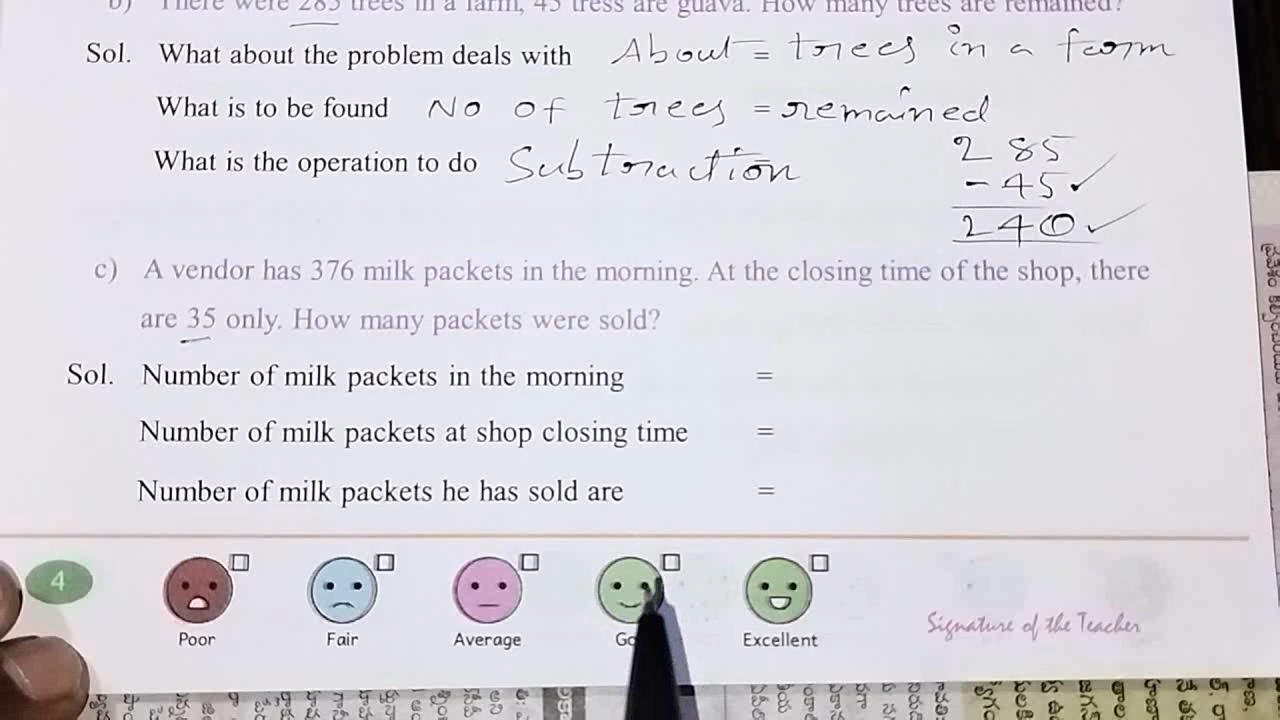 b) There were 285 trees in a farm, 45 tress are guava. How many trees are remained?
Sol. What about the problem deals with About = trees in a farm
What is to be found No of trees = remained
What is the operation to do Subtraction
285
- 45
240
c) A vendor has 376 milk packets in the morning. At the closing time of the shop, there
are 35 only. How many packets were sold?
Sol. Number of milk packets in the morning =
Number of milk packets at shop closing time =
Number of milk packets he has sold are =
4
Poor Fair Average Excellent
Signature of the Teacher